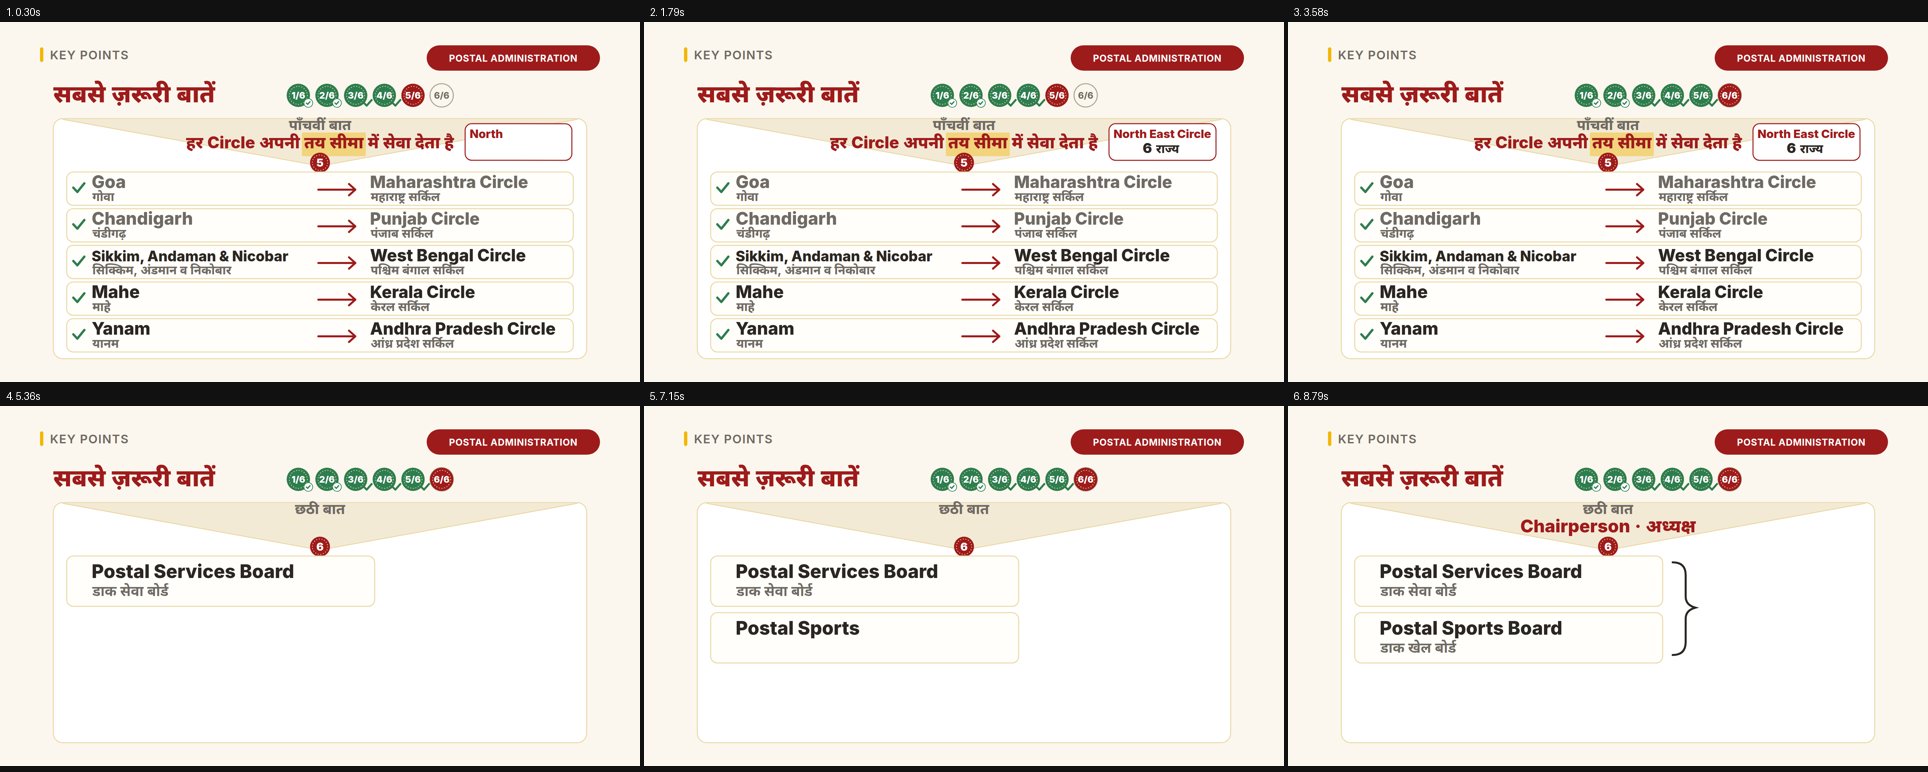 1. 0.30s
KEY POINTS
POSTAL ADMINISTRATION
सबसे ज़रूरी बातें
1/6 2/6 3/6 4/6 5/6 6/6
पाँचवीं बात
हर Circle अपनी तय सीमा में सेवा देता है
North
5
Goa
गोवा
Maharashtra Circle
महाराष्ट्र सर्किल
Chandigarh
चंडीगढ़
Punjab Circle
पंजाब सर्किल
Sikkim, Andaman & Nicobar
सिक्किम, अंडमान व निकोबार
West Bengal Circle
पश्चिम बंगाल सर्किल
Mahe
माहे
Kerala Circle
केरल सर्किल
Yanam
यानम
Andhra Pradesh Circle
आंध्र प्रदेश सर्किल
2. 1.79s
KEY POINTS
POSTAL ADMINISTRATION
सबसे ज़रूरी बातें
1/6 2/6 3/6 4/6 5/6 6/6
पाँचवीं बात
हर Circle अपनी तय सीमा में सेवा देता है
North East Circle
6 राज्य
5
Goa
गोवा
Maharashtra Circle
महाराष्ट्र सर्किल
Chandigarh
चंडीगढ़
Punjab Circle
पंजाब सर्किल
Sikkim, Andaman & Nicobar
सिक्किम, अंडमान व निकोबार
West Bengal Circle
पश्चिम बंगाल सर्किल
Mahe
माहे
Kerala Circle
केरल सर्किल
Yanam
यानम
Andhra Pradesh Circle
आंध्र प्रदेश सर्किल
3. 3.58s
KEY POINTS
POSTAL ADMINISTRATION
सबसे ज़रूरी बातें
1/6 2/6 3/6 4/6 5/6 6/6
पाँचवीं बात
हर Circle अपनी तय सीमा में सेवा देता है
North East Circle
6 राज्य
5
Goa
गोवा
Maharashtra Circle
महाराष्ट्र सर्किल
Chandigarh
चंडीगढ़
Punjab Circle
पंजाब सर्किल
Sikkim, Andaman & Nicobar
सिक्किम, अंडमान व निकोबार
West Bengal Circle
पश्चिम बंगाल सर्किल
Mahe
माहे
Kerala Circle
केरल सर्किल
Yanam
यानम
Andhra Pradesh Circle
आंध्र प्रदेश सर्किल
4. 5.36s
KEY POINTS
POSTAL ADMINISTRATION
सबसे ज़रूरी बातें
1/6 2/6 3/6 4/6 5/6 6/6
छठी बात
6
Postal Services Board
डाक सेवा बोर्ड
5. 7.15s
KEY POINTS
POSTAL ADMINISTRATION
सबसे ज़रूरी बातें
1/6 2/6 3/6 4/6 5/6 6/6
छठी बात
6
Postal Services Board
डाक सेवा बोर्ड
Postal Sports
6. 8.79s
KEY POINTS
POSTAL ADMINISTRATION
सबसे ज़रूरी बातें
1/6 2/6 3/6 4/6 5/6 6/6
छठी बात
Chairperson · अध्यक्ष
6
Postal Services Board
डाक सेवा बोर्ड
Postal Sports Board
डाक खेल बोर्ड